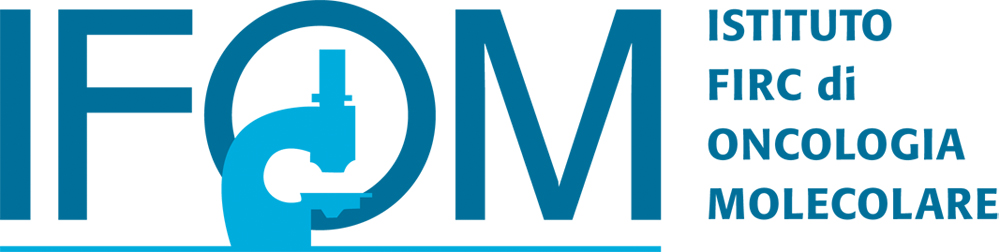 IFOM
ISTITUTO
FIRC di
ONCOLOGIA
MOLECOLARE